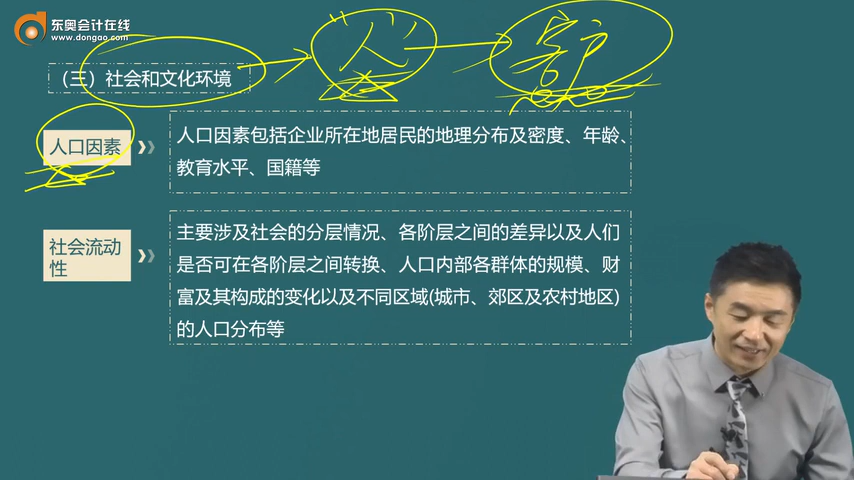 东奥会计在线
www.dongao.com
“人”
客户
（三）社会和文化环境
人口因素
人口因素包括企业所在地居民的地理分布及密度、年龄、
教育水平、国籍等
社会流动
性
主要涉及社会的分层情况、各阶层之间的差异以及人们
是否可在各阶层之间转换、人口内部各群体的规模、财
富及其构成的变化以及不同区域(城市、郊区及农村地区)
的人口分布等